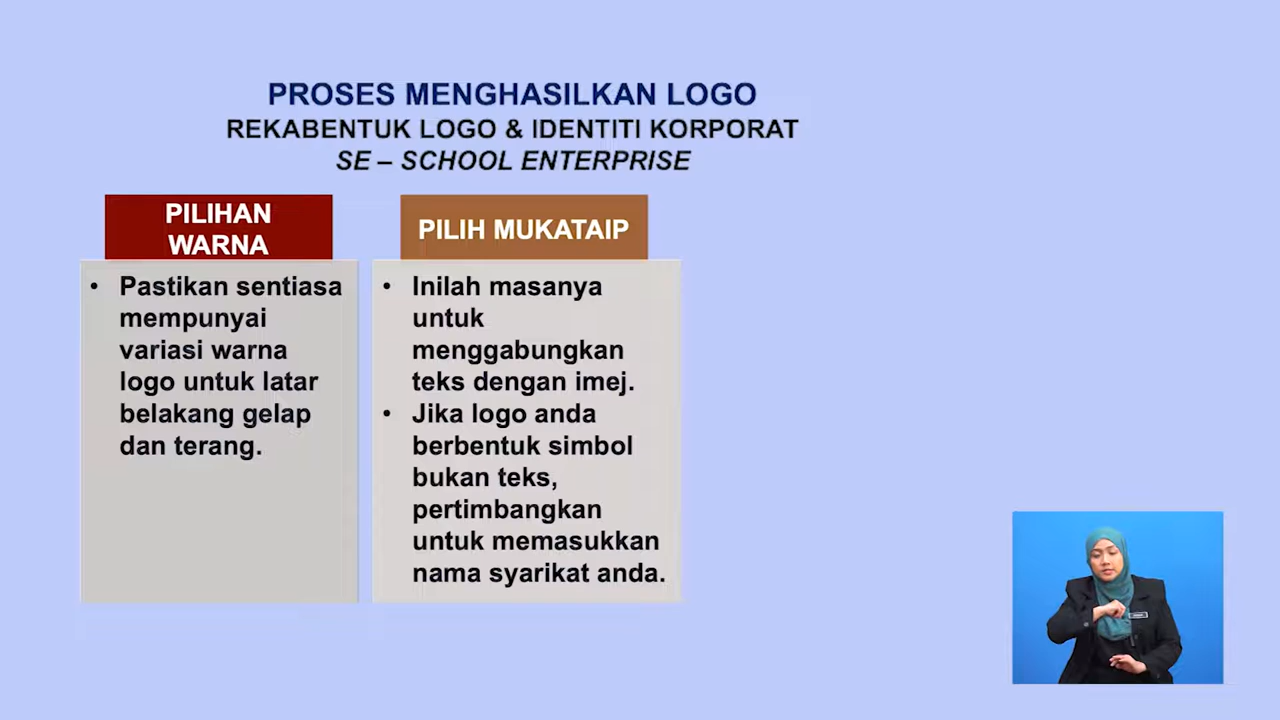 PROSES MENGHASILKAN LOGO
REKABENTUK LOGO & IDENTITI KORPORAT
SE – SCHOOL ENTERPRISE
PILIHAN
WARNA
• Pastikan sentiasa
mempunyai
variasi warna
logo untuk latar
belakang gelap
dan terang.
PILIH MUKATAIP
• Inilah masanya
untuk
menggabungkan
teks dengan imej.
• Jika logo anda
berbentuk simbol
bukan teks,
pertimbangkan
untuk memasukkan
nama syarikat anda.